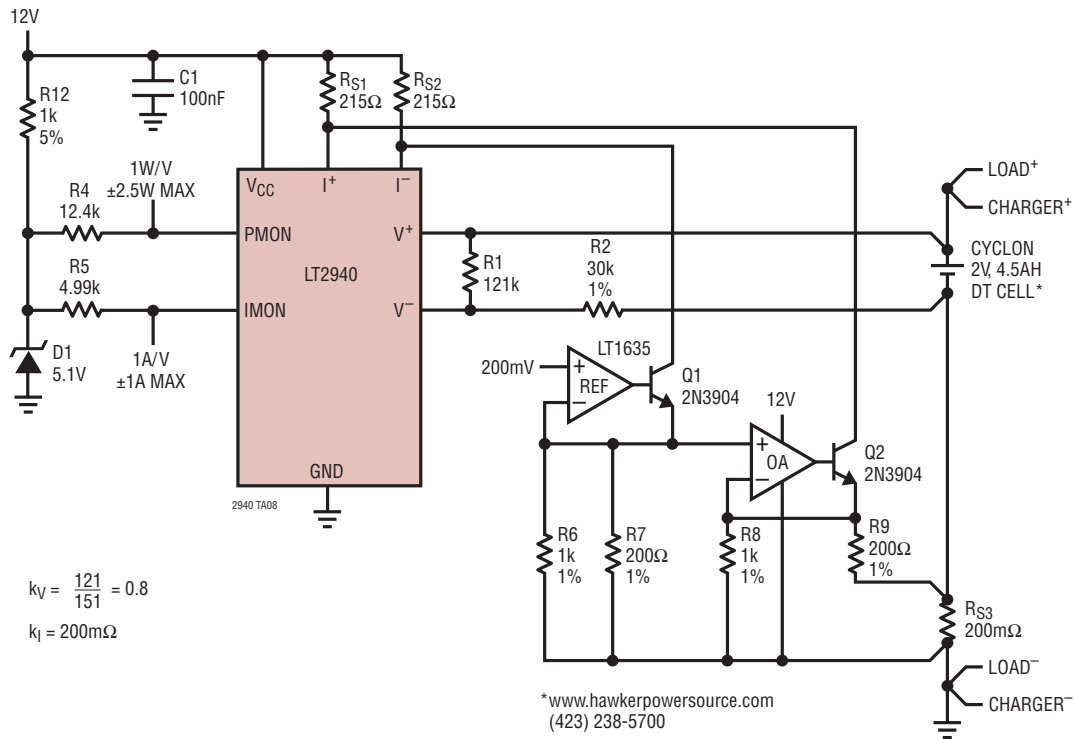 12V
R12
1k
5%
C1
100nF
RS1
215Ω
RS2
215Ω
1W/V
±2.5W MAX
R4
12.4k
R5
4.99k
1A/V
±1A MAX
D1
5.1V
VCC
I+
I–
PMON
V+
LT2940
IMON
V–
GND
2940 TA08
R1
121k
R2
30k
1%
LOAD+
CHARGER+
CYCLON
2V, 4.5AH
DT CELL*
200mV
LT1635
+
REF
–
Q1
2N3904
12V
+
OA
–
Q2
2N3904
R6
1k
1%
R7
200Ω
1%
R8
1k
1%
R9
200Ω
1%
RS3
200mΩ
LOAD–
CHARGER–
kV = 121/151 = 0.8
kI = 200mΩ
*www.hawkerpowersource.com
(423) 238-5700